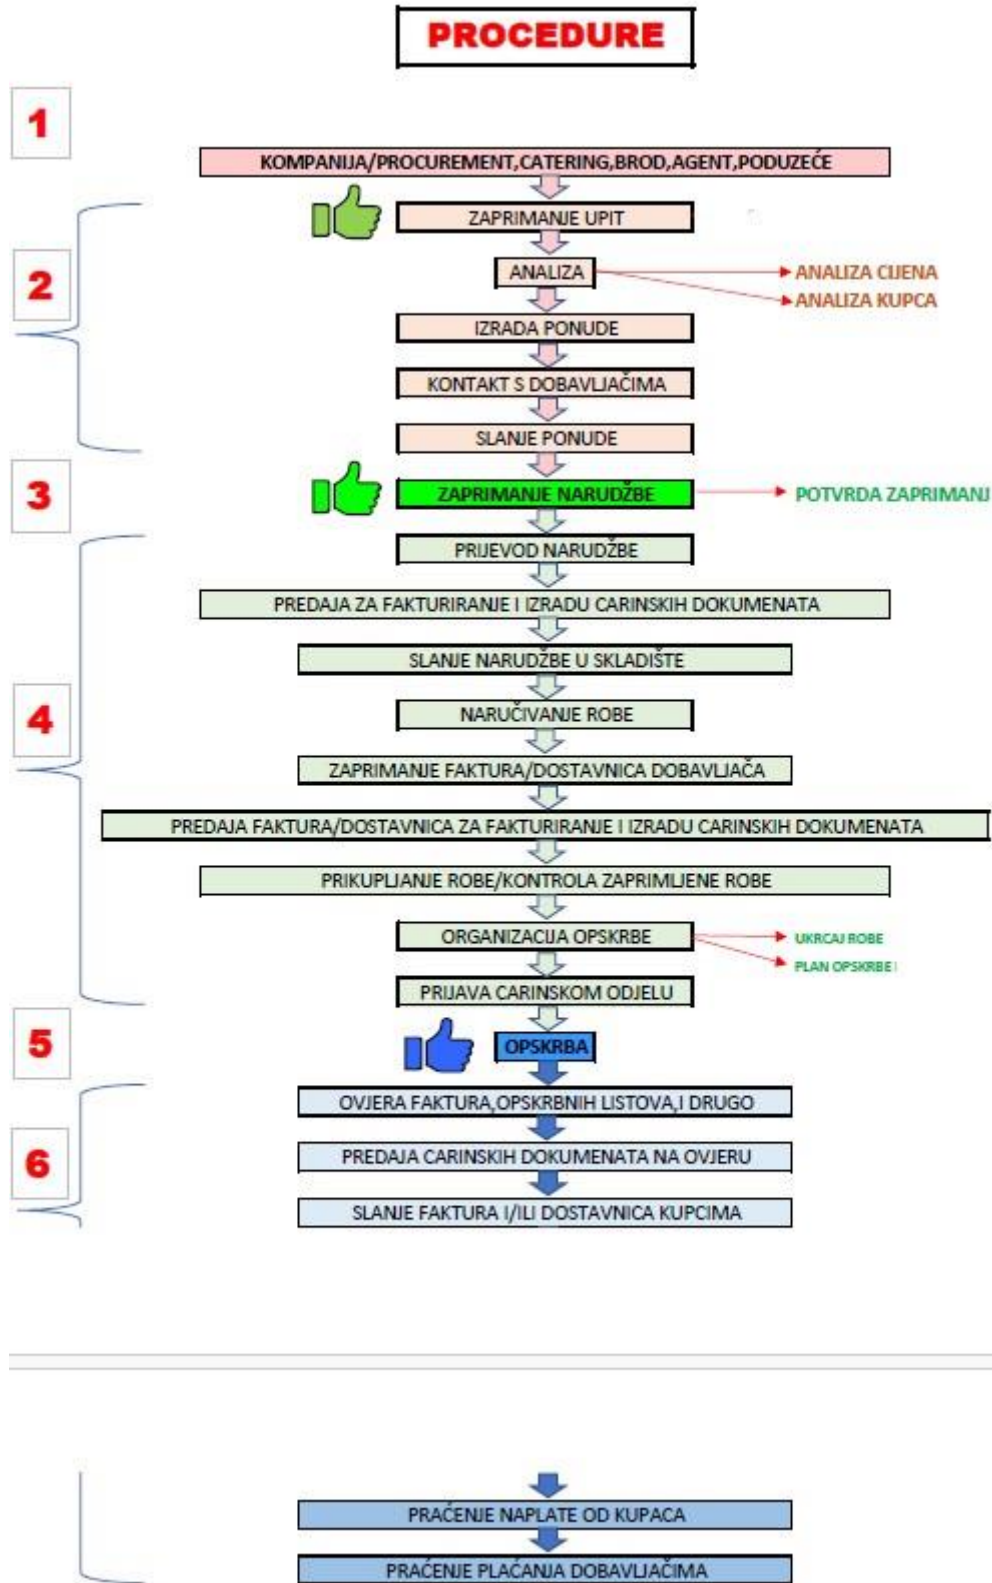 PROCEDURE
1
KOMPANIJA/PROCUREMENT,CATERING,BROD,AGENT,PODUZEĆE
ZAPRIMANJE UPIT
2
ANALIZA
ANALIZA CIJENA
ANALIZA KUPCA
IZRADA PONUDE
KONTAKT S DOBAVLJAČIMA
SLANJE PONUDE
3
ZAPRIMANJE NARUDŽBE
POTVRDA ZAPRIMANJ
PRIJEVOD NARUDŽBE
PREDAJA ZA FAKTURIRANJE I IZRADU CARINSKIH DOKUMENATA
SLANJE NARUDŽBE U SKLADIŠTE
4
NARUČIVANJE ROBE
ZAPRIMANJE FAKTURA/DOSTAVNICA DOBAVLJAČA
PREDAJA FAKTURA/DOSTAVNICA ZA FAKTURIRANJE I IZRADU CARINSKIH DOKUMENATA
PRIKUPLJANJE ROBE/KONTROLA ZAPRIMLJENE ROBE
ORGANIZACIJA OPSKRBE
UKRCAJ ROBE
PLAN OPSKRBE I
PRIJAVA CARINSKOM ODJELU
5
OPSKRBA
OVJERA FAKTURA,OPSKRBNIH LISTOVA,I DRUGO
6
PREDAJA CARINSKIH DOKUMENATA NA OVJERU
SLANJE FAKTURA I/ILI DOSTAVNICA KUPCIMA
PRAĆENJE NAPLATE OD KUPACA
PRAĆENJE PLAĆANJA DOBAVLJAČIMA